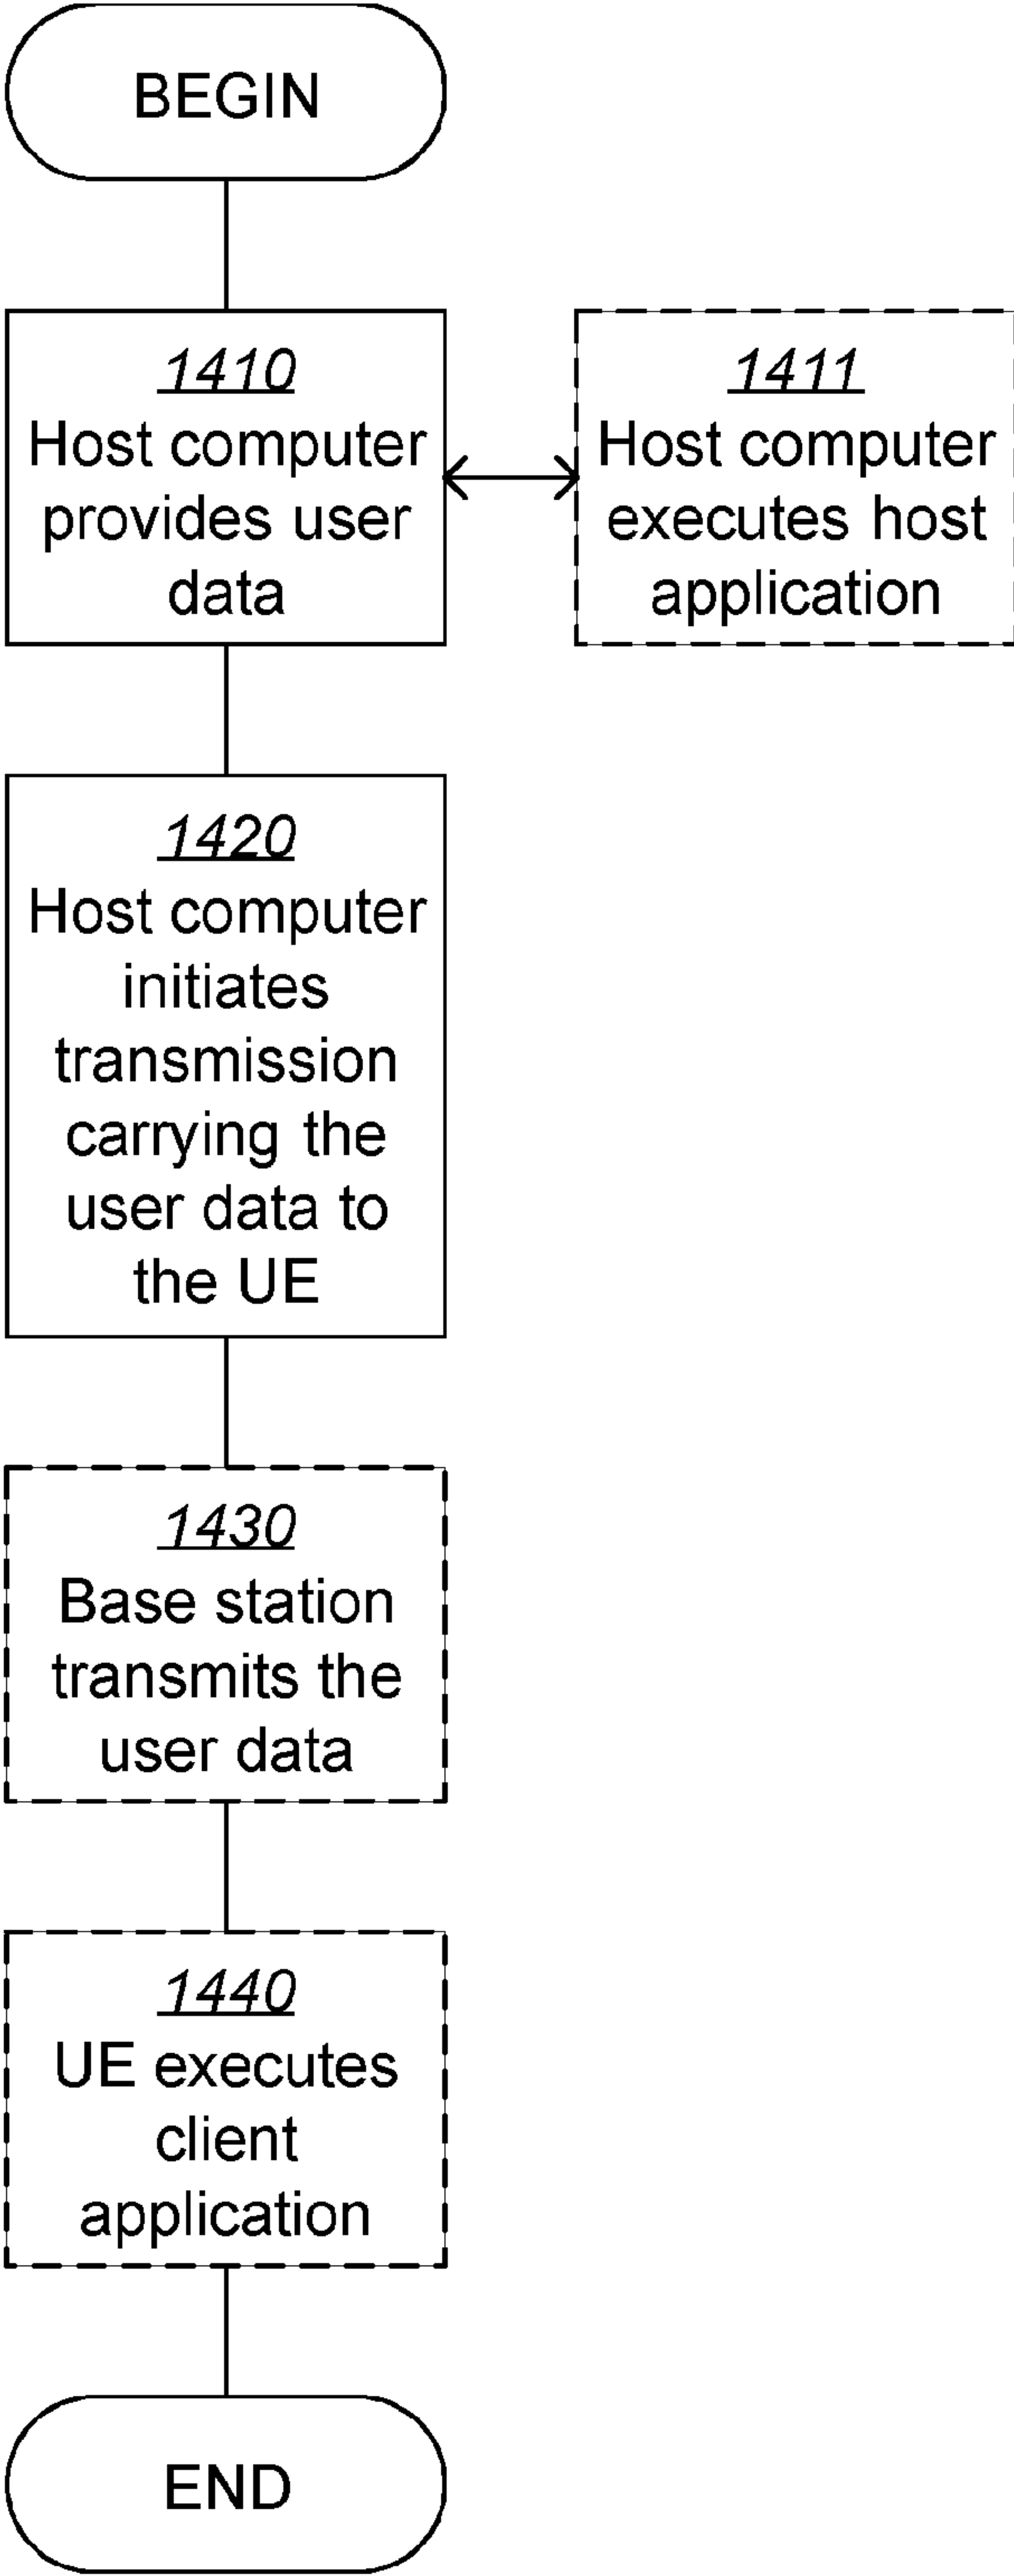 BEGIN
1410
Host computer
provides user
data
1411
Host computer
executes host
application
1420
Host computer
initiates
transmission
carrying the
user data to
the UE
1430
Base station
transmits the
user data
1440
UE executes
client
application
END